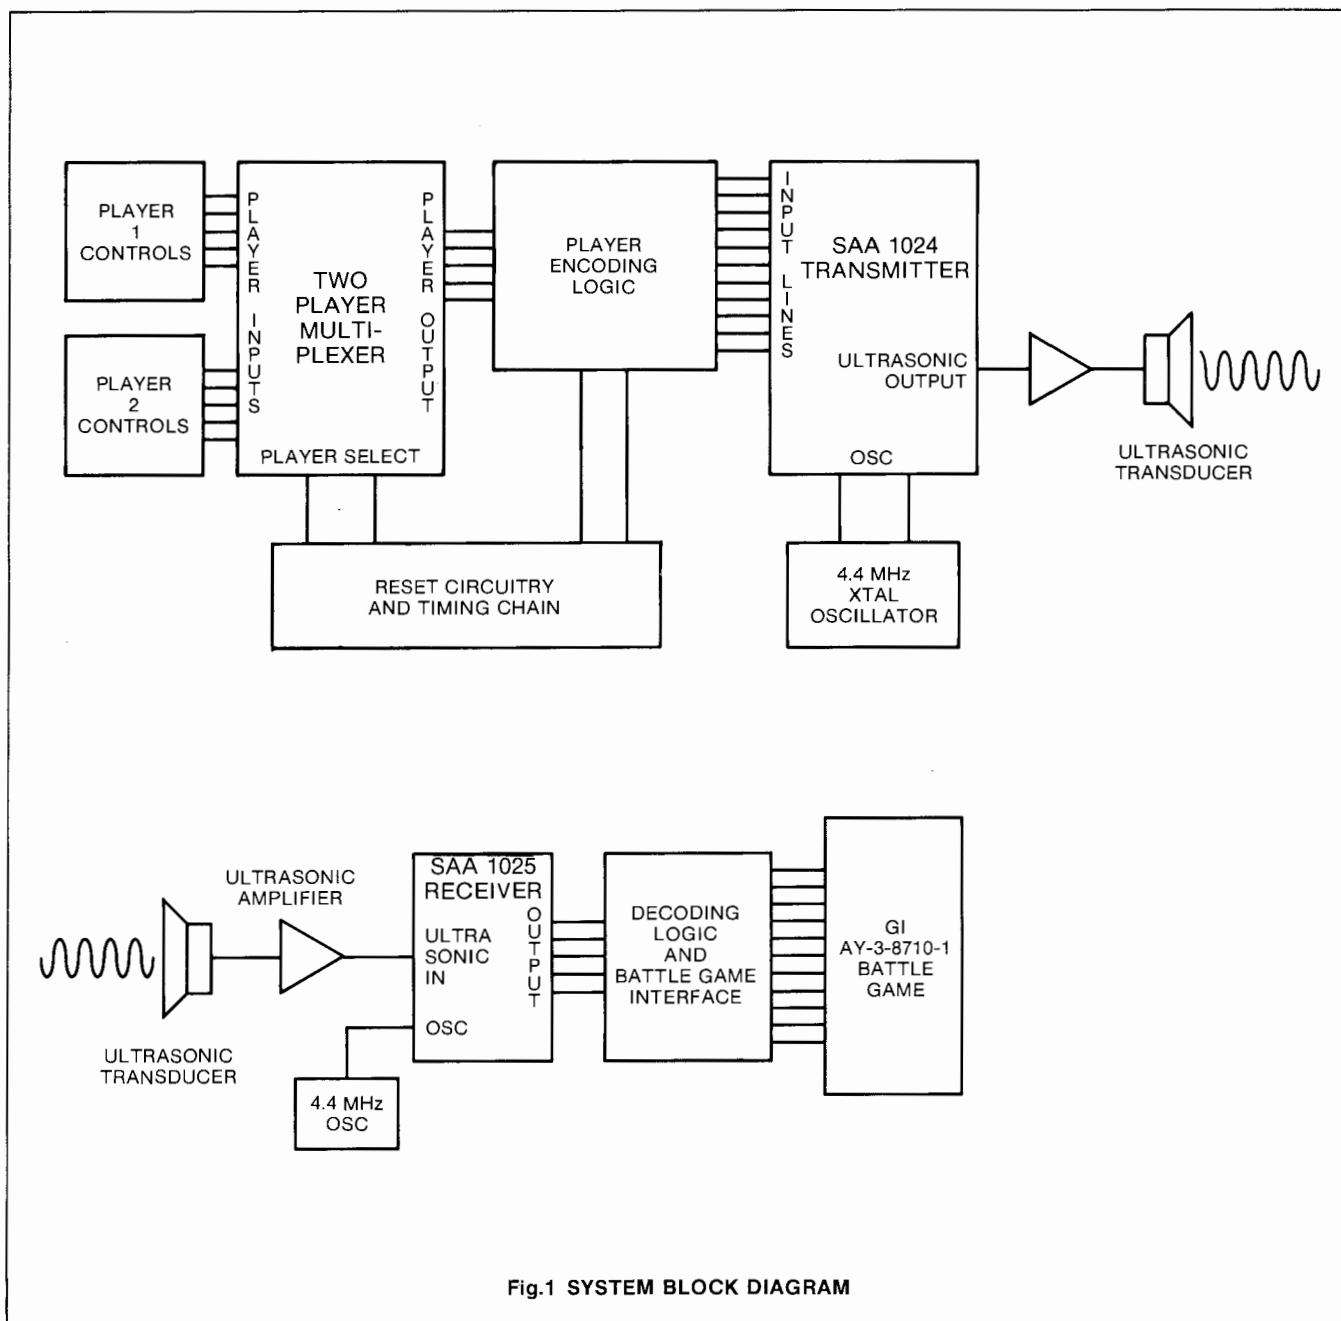 PLAYER
1
CONTROLS
PLAYER
2
CONTROLS
PLAYER INPUTS
TWO
PLAYER
MULTI-
PLEXER
PLAYER OUTPUT
PLAYER SELECT
PLAYER
ENCODING
LOGIC
INPUT LINES
SAA 1024
TRANSMITTER
ULTRASONIC
OUTPUT
OSC
ULTRASONIC
TRANSDUCER
RESET CIRCUITRY
AND TIMING CHAIN
4.4 MHz
XTAL
OSCILLATOR
ULTRASONIC
TRANSDUCER
ULTRASONIC
AMPLIFIER
SAA 1025
RECEIVER
ULTRA
SONIC
IN
OUTPUT
OSC
4.4 MHz
OSC
DECODING
LOGIC
AND
BATTLE GAME
INTERFACE
GI
AY-3-8710-1
BATTLE
GAME
Fig.1 SYSTEM BLOCK DIAGRAM